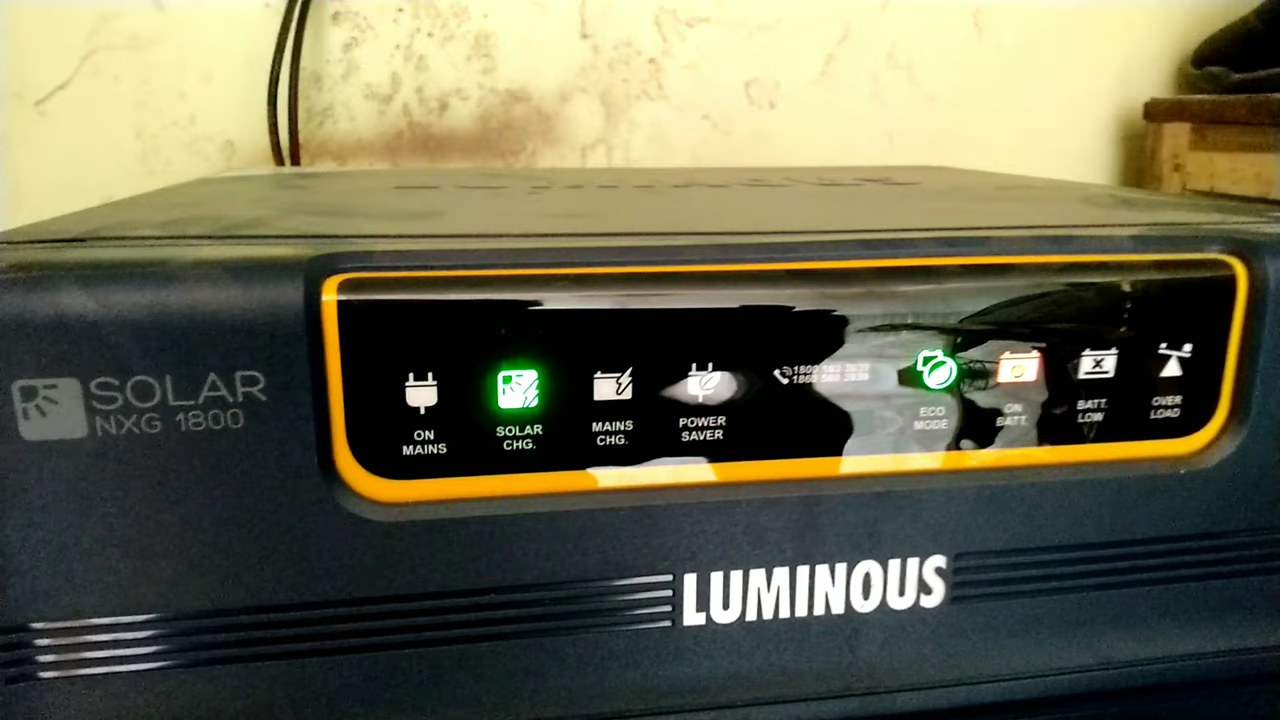 SOLAR
NXG 1800
ON
MAINS
SOLAR
CHG.
MAINS
CHG.
POWER
SAVER
ECO
MODE
ON
BATT.
BATT.
LOW
OVER
LOAD
LUMINOUS